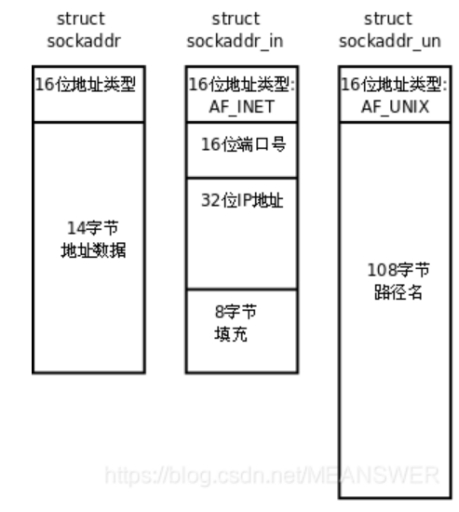 struct
sockaddr
16位地址类型
14字节
地址数据
struct
sockaddr_in
16位地址类型:
AF_INET
16位端口号
32位IP地址
8字节
填充
struct
sockaddr_un
16位地址类型:
AF_UNIX
108字节
路径名
https://blog.csdn.net/MEANSWER